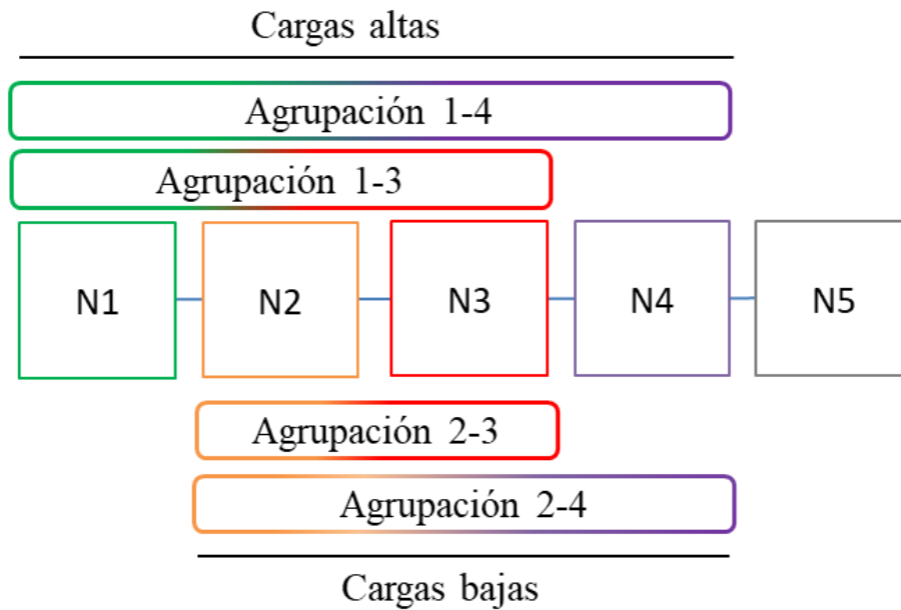 Cargas altas
Agrupación 1-4
Agrupación 1-3
N1 N2 N3 N4 N5
Agrupación 2-3
Agrupación 2-4
Cargas bajas